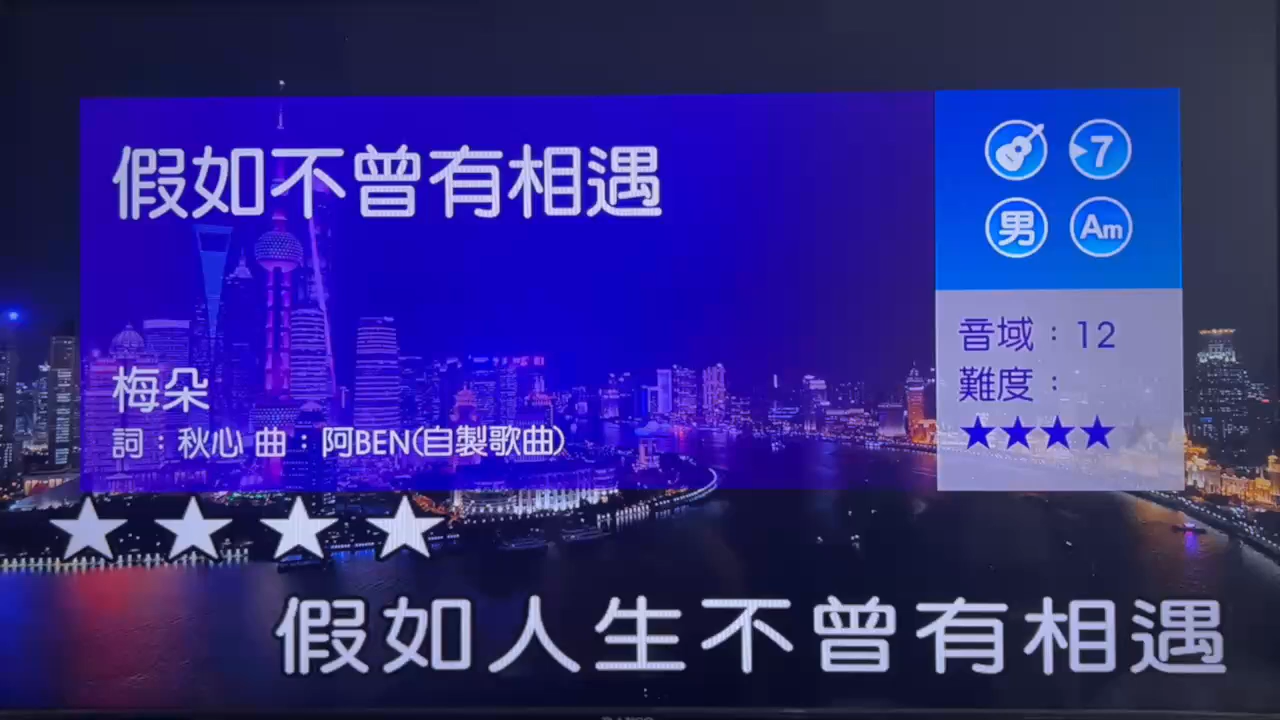 假如不曾有相遇
7
男 Am
音域：12
難度：
★★★★
梅朵
詞：秋心 曲：阿BEN(自製歌曲)
★★★★
假如人生不曾有相遇